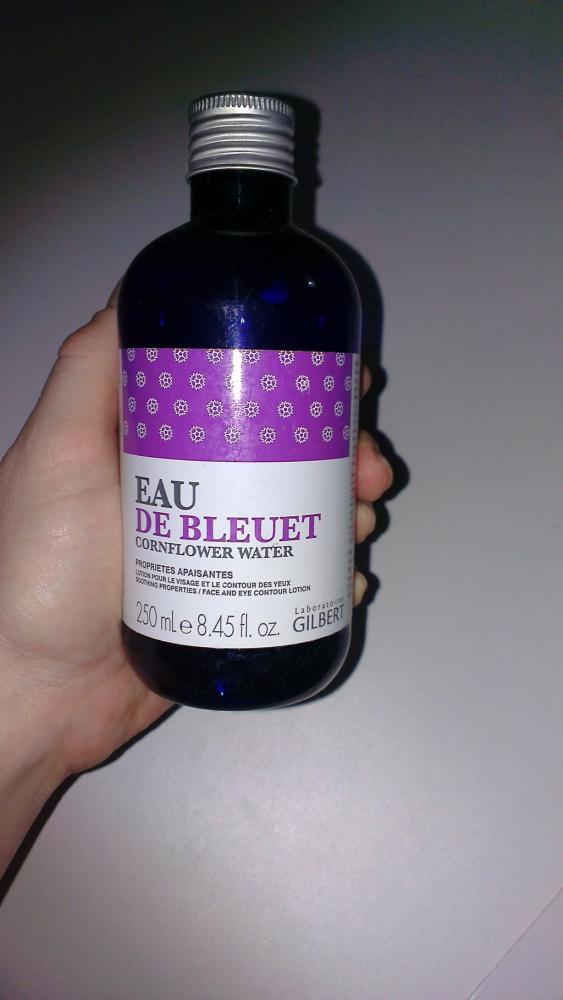 EAU
DE BLEUET
CORNFLOWER WATER
PROPRIETES APAISANTES
LOTION POUR LE VISAGE ET LE CONTOUR DES YEUX
SOOTHING PROPERTIES / FACE AND EYE CONTOUR LOTION
250 mL e 8.45 fl. oz.
Laboratoires
GILBERT